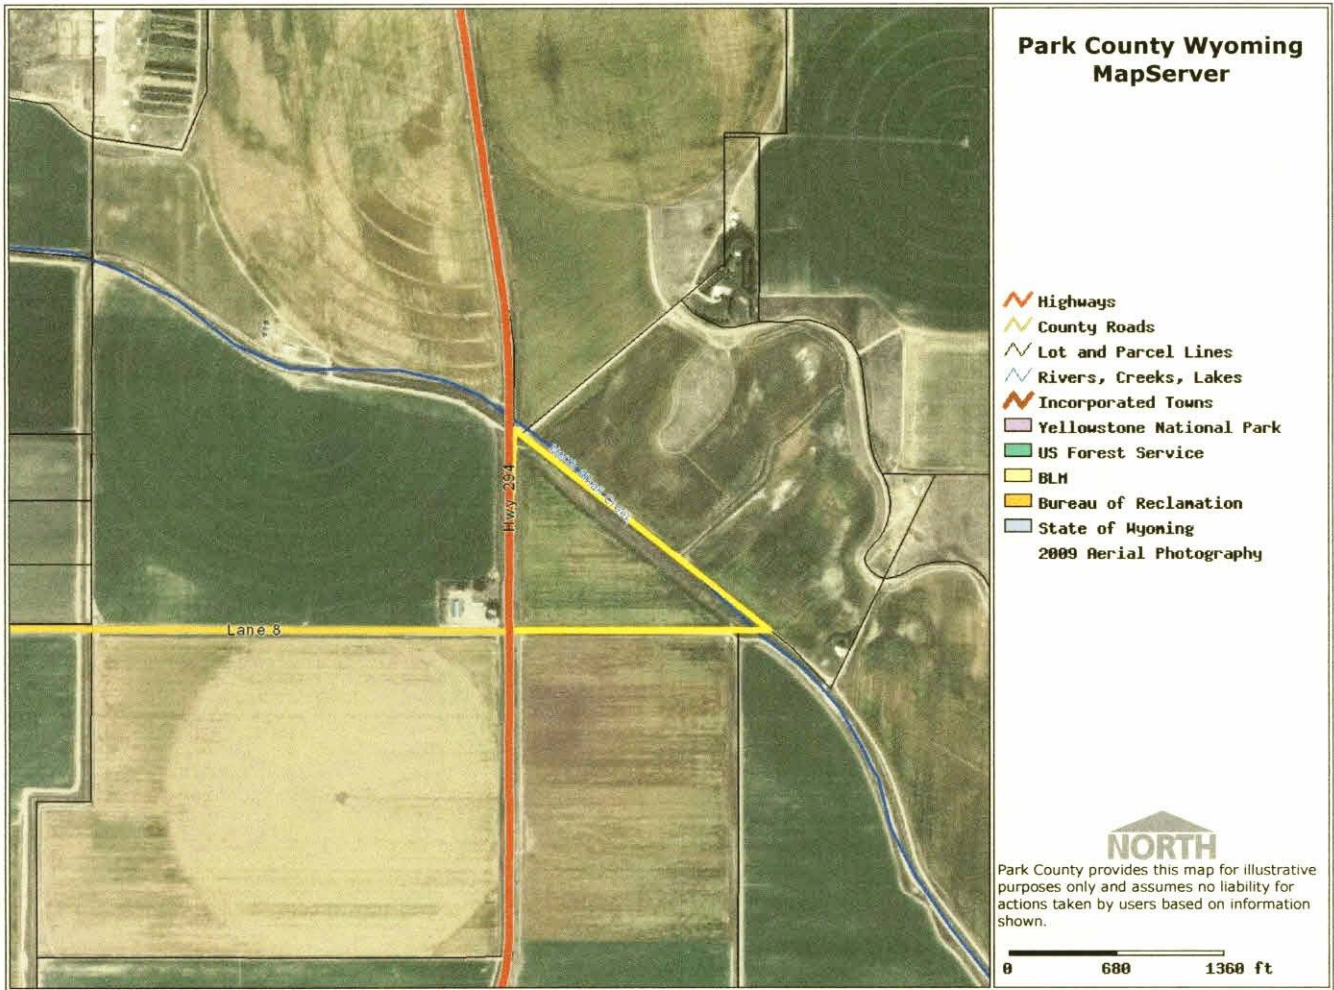 Park County Wyoming
MapServer
Highways
County Roads
Lot and Parcel Lines
Rivers, Creeks, Lakes
Incorporated Towns
Yellowstone National Park
US Forest Service
BLM
Bureau of Reclamation
State of Wyoming
2009 Aerial Photography
Hwy 294
Creek
Lane 8
NORTH
Park County provides this map for illustrative
purposes only and assumes no liability for
actions taken by users based on information
shown.
0 680 1360 ft